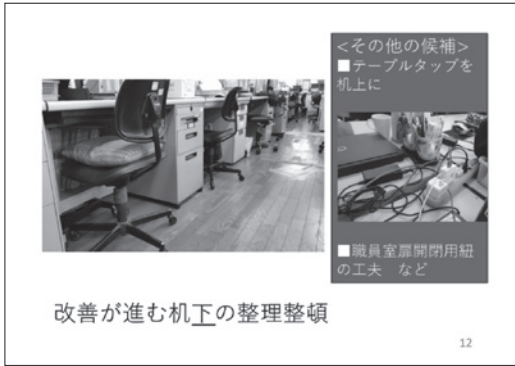 <その他の候補>
■テーブルタップを
机上に
■職員室扉開閉用紐
の工夫　など
改善が進む机下の整理整頓
12